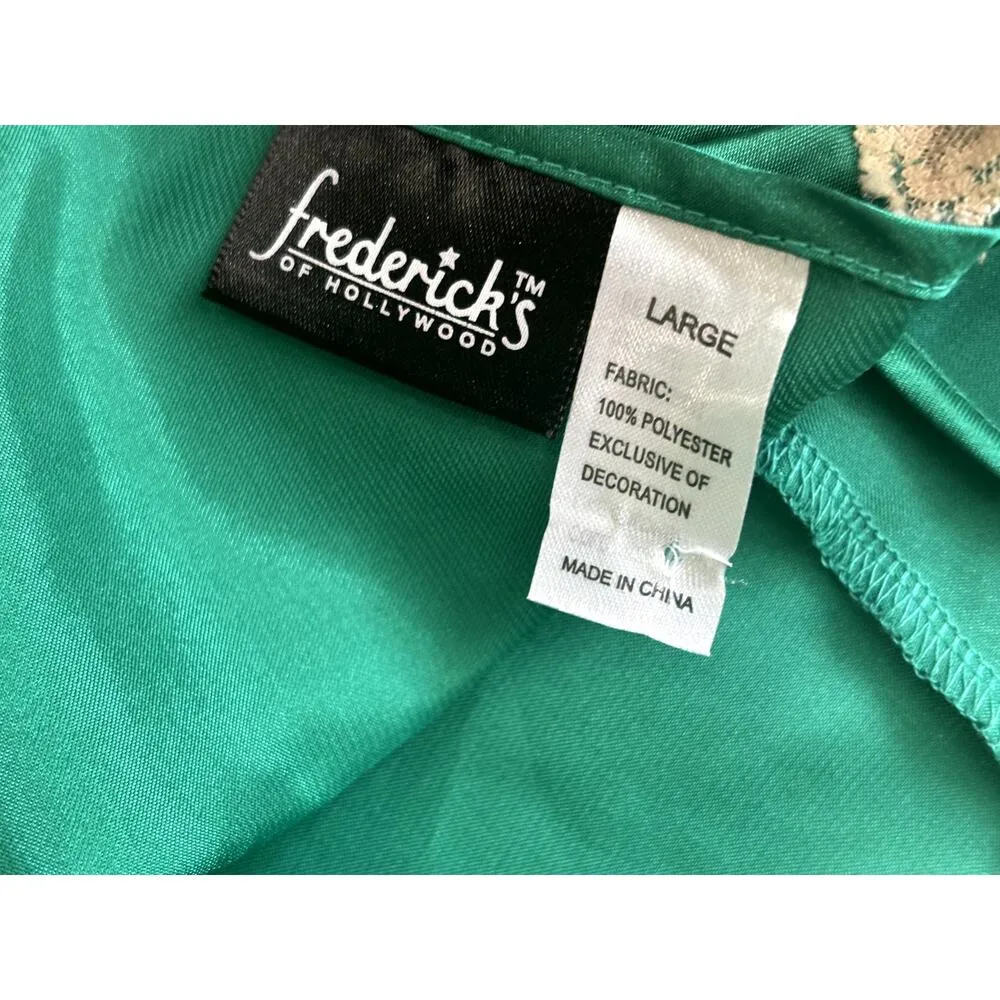 frederick's™
OF HOLLYWOOD
LARGE
FABRIC:
100% POLYESTER
EXCLUSIVE OF
DECORATION
MADE IN CHINA